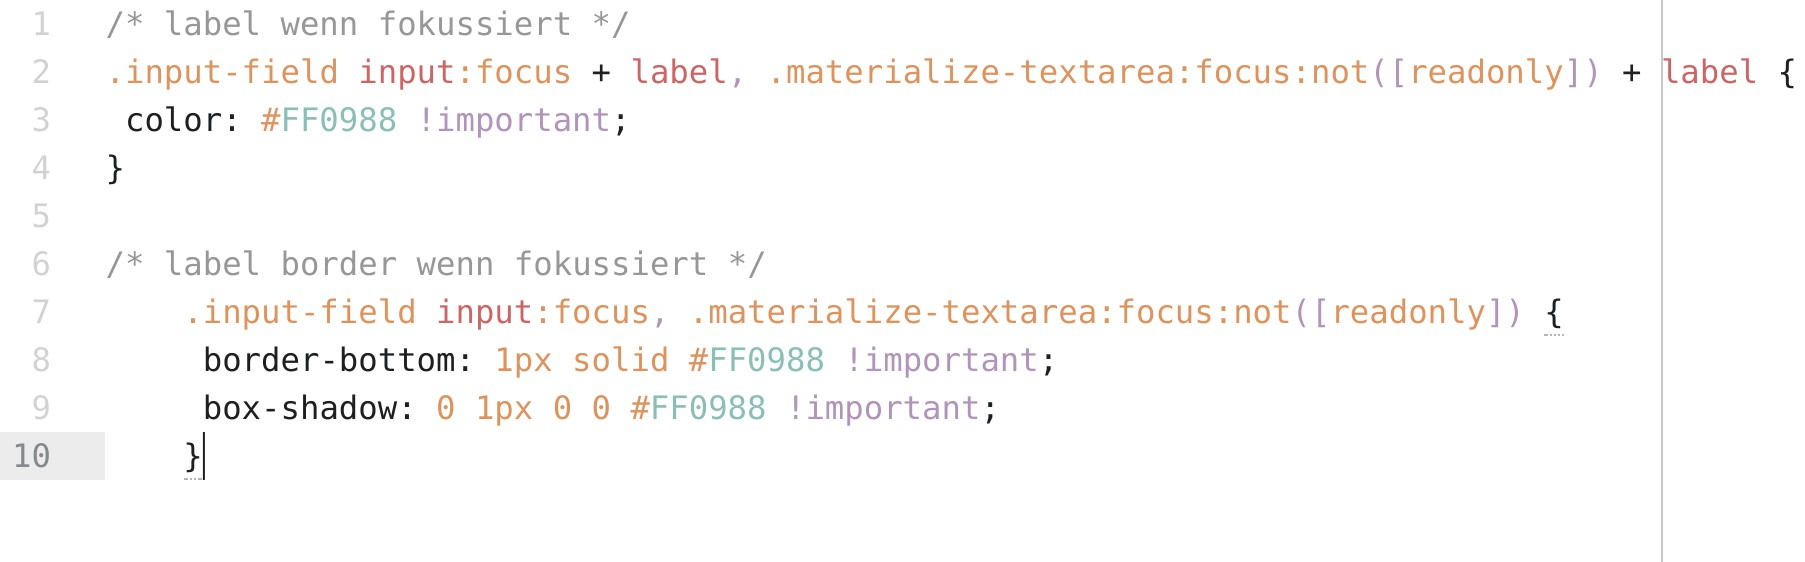 1 /* label wenn fokussiert */
2 .input-field input:focus + label, .materialize-textarea:focus:not([readonly]) + label {
3  color: #FF0988 !important;
4 }
5
6 /* label border wenn fokussiert */
7     .input-field input:focus, .materialize-textarea:focus:not([readonly]) {
8      border-bottom: 1px solid #FF0988 !important;
9      box-shadow: 0 1px 0 0 #FF0988 !important;
10     }